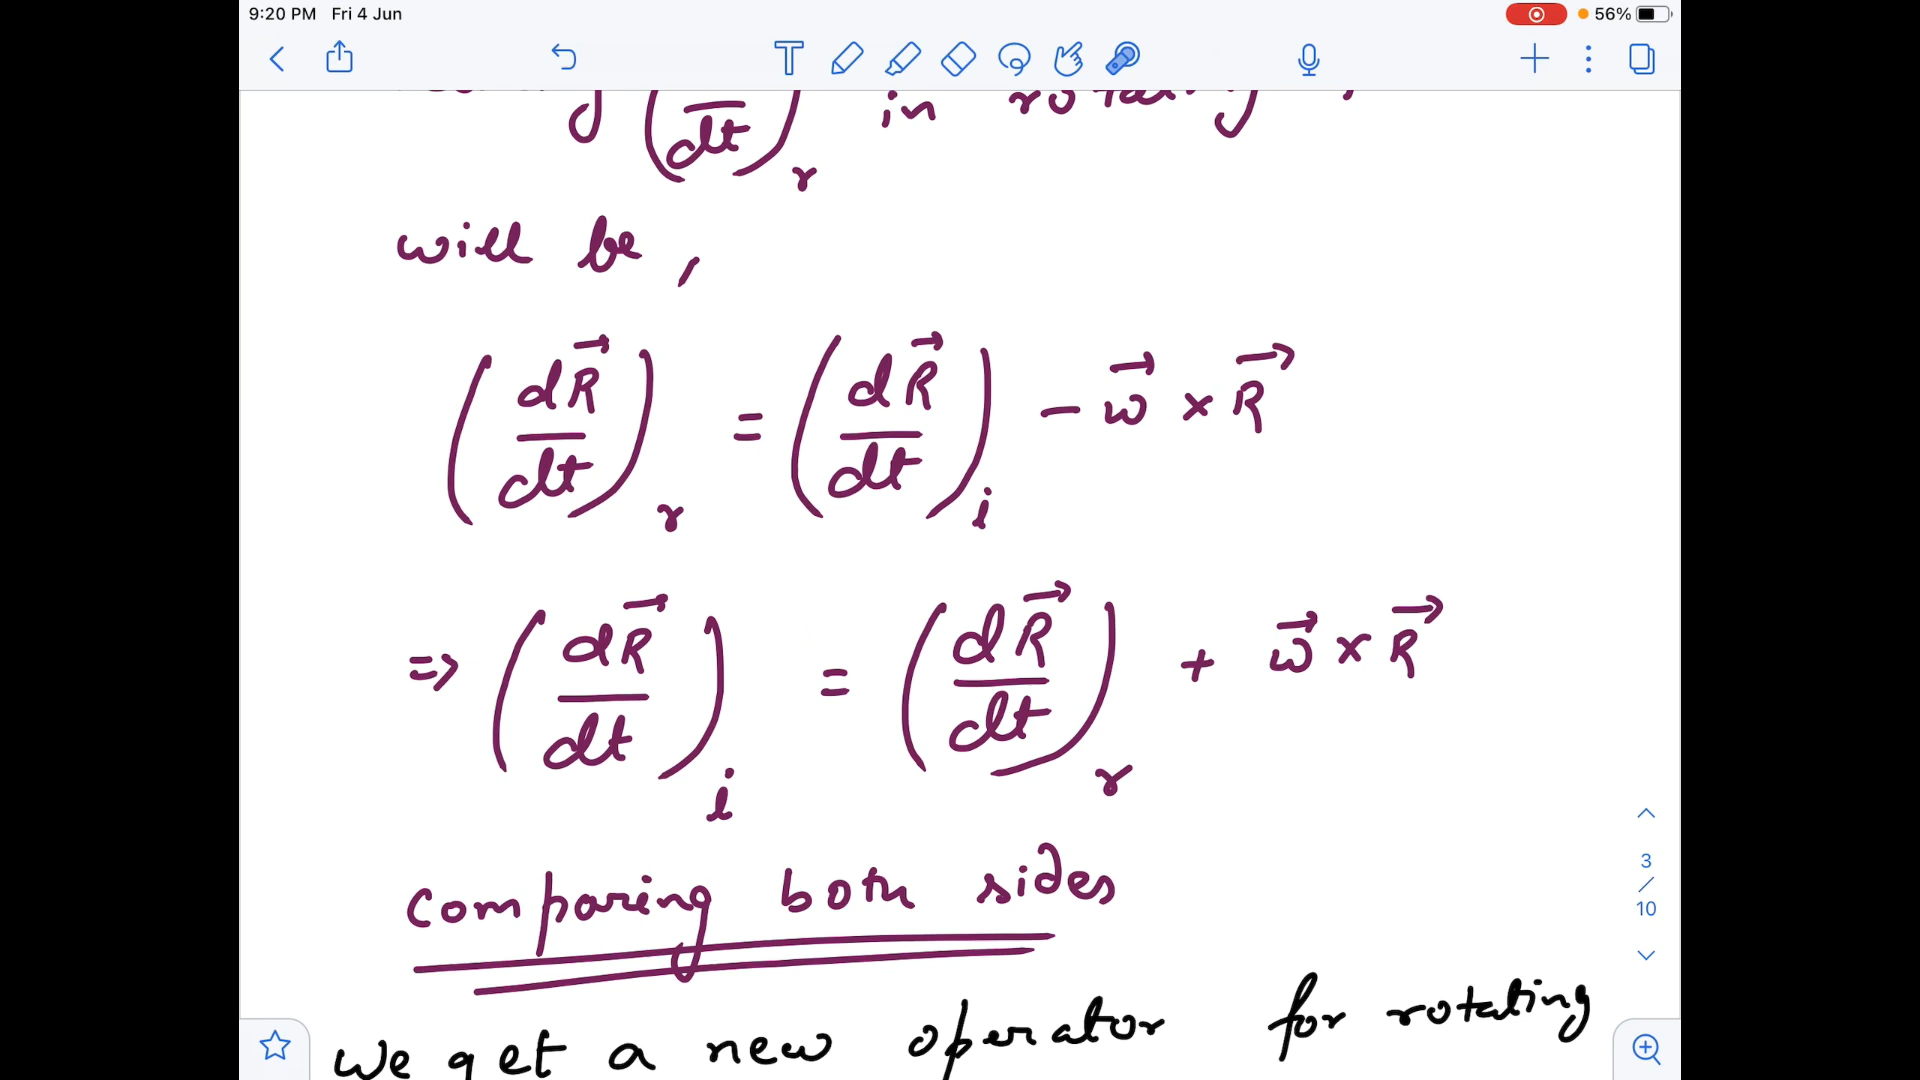 9:20 PM Fri 4 Jun 56%
T
(dt)r in
will be,
(dR⃗/dt)r = (dR⃗/dt)i - ω⃗ × R⃗
=> (dR⃗/dt)i = (dR⃗/dt)r + ω⃗ × R⃗
3
/
10
comparing both sides
we get a new operator for rotating